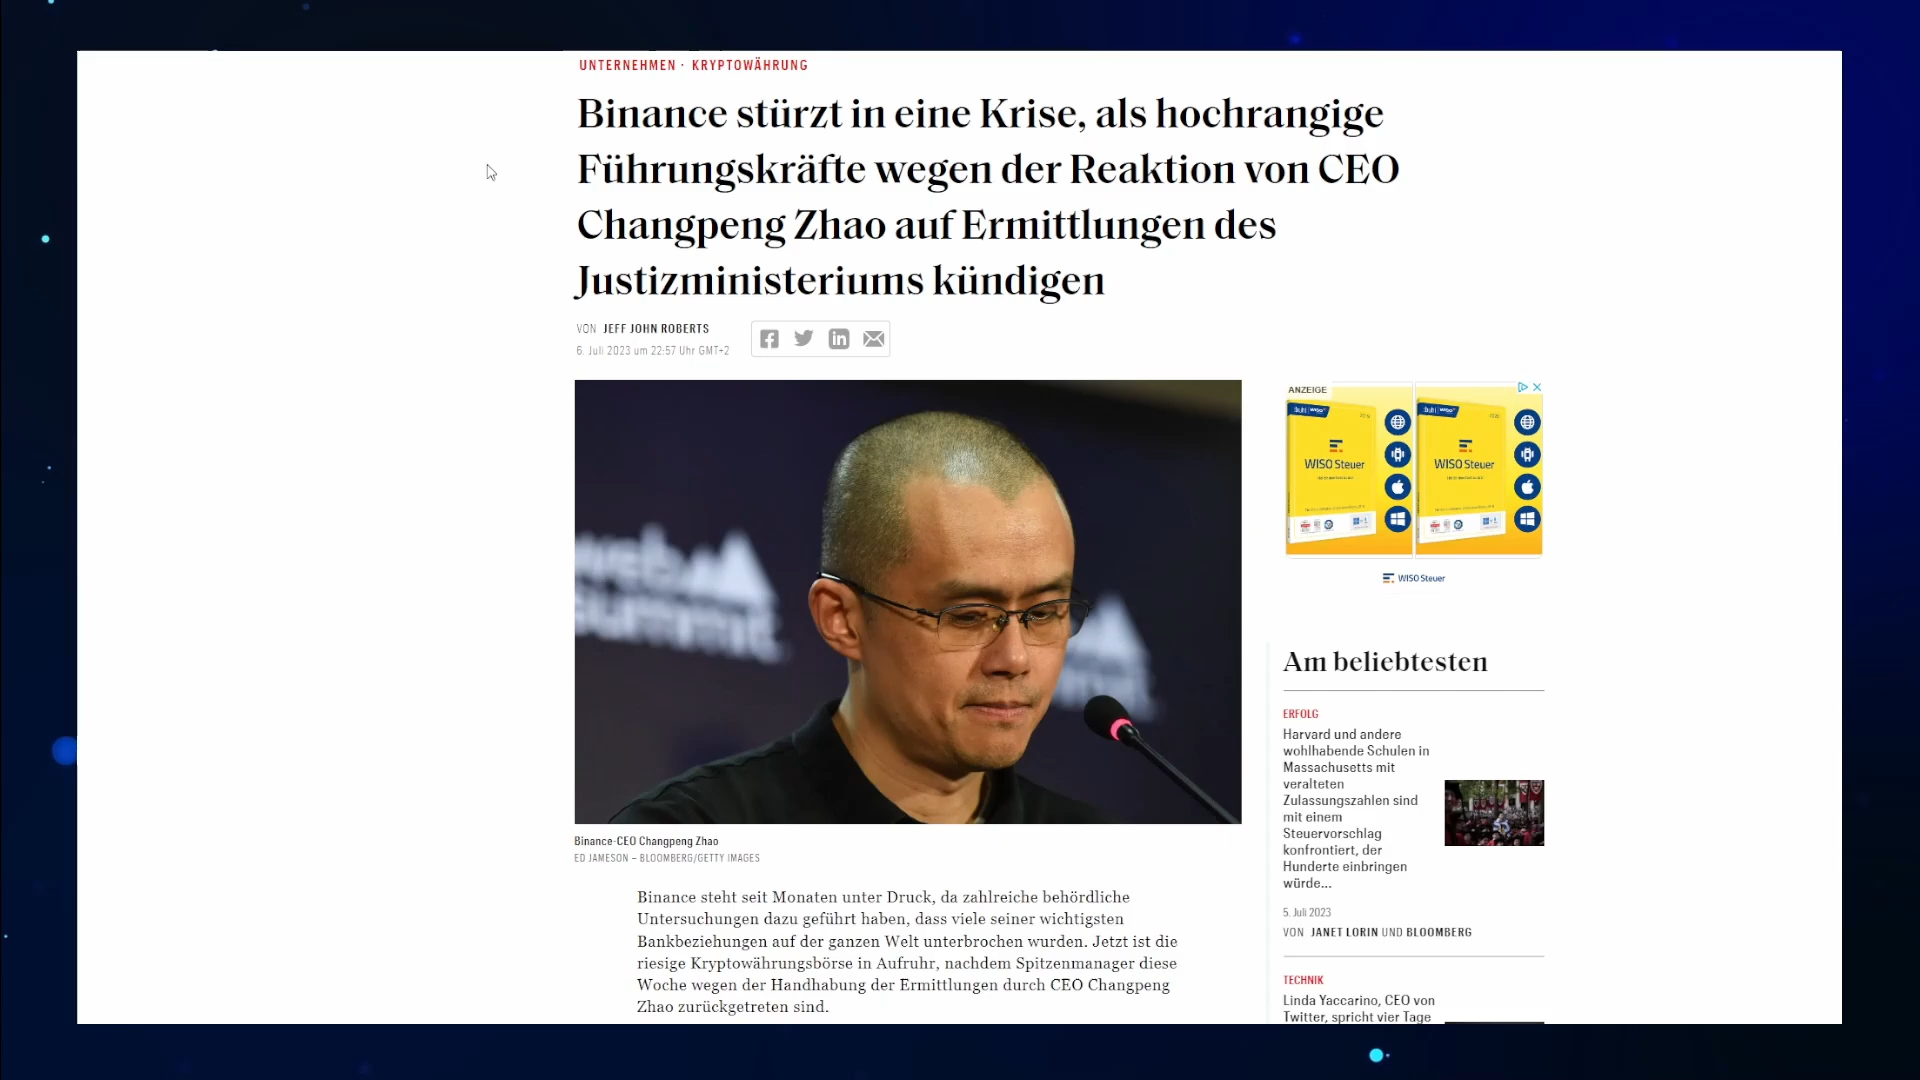 UNTERNEHMEN · KRYPTOWÄHRUNG
Binance stürzt in eine Krise, als hochrangige
Führungskräfte wegen der Reaktion von CEO
Changpeng Zhao auf Ermittlungen des
Justizministeriums kündigen
VON JEFF JOHN ROBERTS
6. Juli 2023 um 22:57 Uhr GMT+2
web
summit
Binance-CEO Changpeng Zhao
ED JAMESON – BLOOMBERG/GETTY IMAGES
Binance steht seit Monaten unter Druck, da zahlreiche behördliche
Untersuchungen dazu geführt haben, dass viele seiner wichtigsten
Bankbeziehungen auf der ganzen Welt unterbrochen wurden. Jetzt ist die
riesige Kryptowährungsbörse in Aufruhr, nachdem Spitzenmanager diese
Woche wegen der Handhabung der Ermittlungen durch CEO Changpeng
Zhao zurückgetreten sind.
ANZEIGE
WISO Steuer
WISO Steuer
WISO Steuer
Am beliebtesten
ERFOLG
Harvard und andere
wohlhabende Schulen in
Massachusetts mit
veralteten
Zulassungszahlen sind
mit einem
Steuervorschlag
konfrontiert, der
Hunderte einbringen
würde...
5. Juli 2023
VON JANET LORIN UND BLOOMBERG
TECHNIK
Linda Yaccarino, CEO von
Twitter, spricht vier Tage